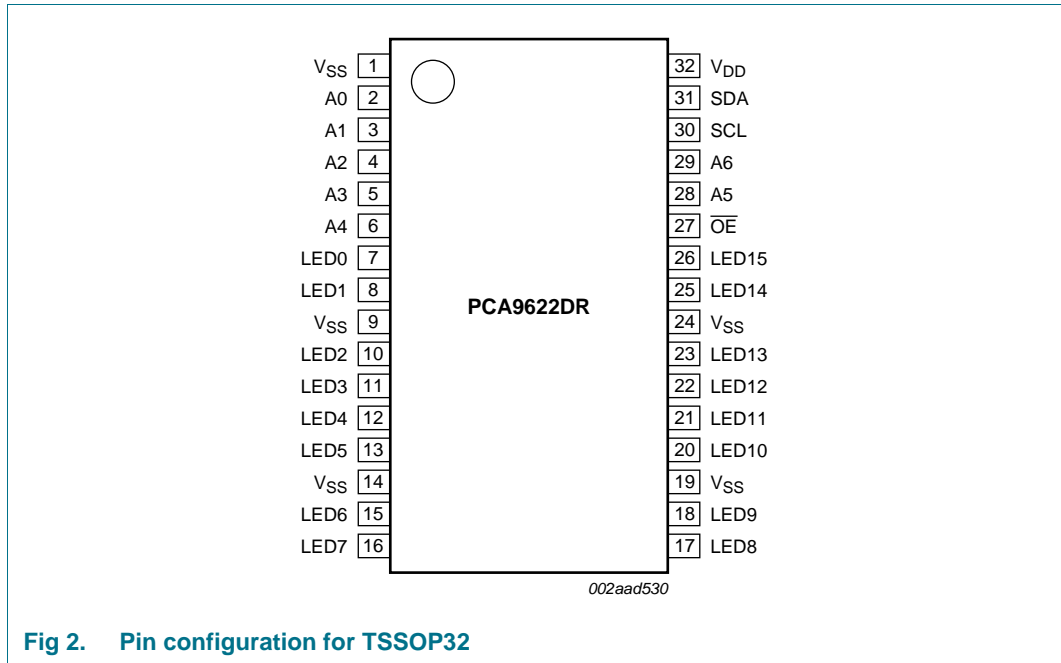 VSS 1 32 VDD
A0 2 31 SDA
A1 3 30 SCL
A2 4 29 A6
A3 5 28 A5
A4 6 27 O̅E̅
LED0 7 26 LED15
LED1 8 25 LED14
PCA9622DR
VSS 9 24 VSS
LED2 10 23 LED13
LED3 11 22 LED12
LED4 12 21 LED11
LED5 13 20 LED10
VSS 14 19 VSS
LED6 15 18 LED9
LED7 16 17 LED8
002aad530
Fig 2. Pin configuration for TSSOP32